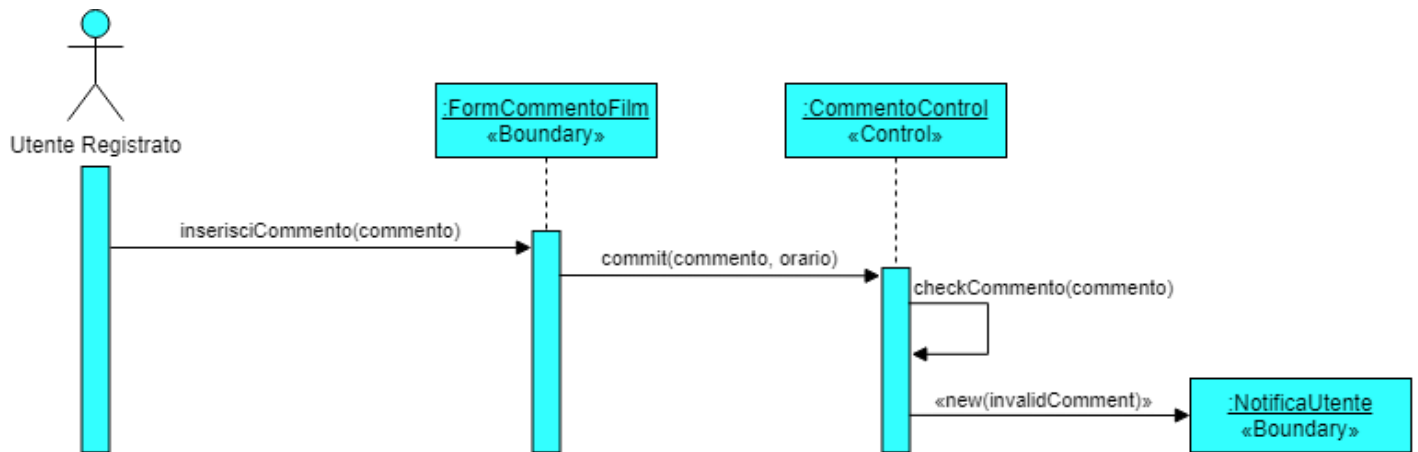 :FormCommentoFilm
«Boundary»
:CommentoControl
«Control»
Utente Registrato
inserisciCommento(commento)
commit(commento, orario)
checkCommento(commento)
«new(invalidComment)»
:NotificaUtente
«Boundary»